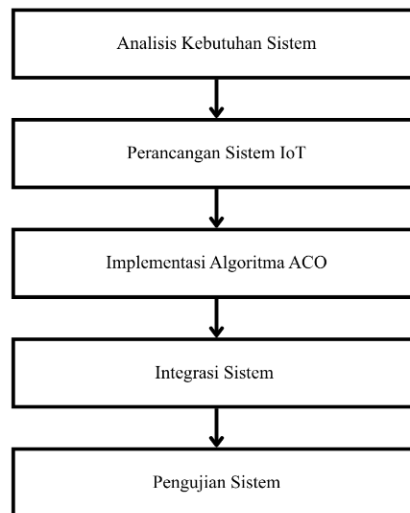 Analisis Kebutuhan Sistem
Perancangan Sistem IoT
Implementasi Algoritma ACO
Integrasi Sistem
Pengujian Sistem